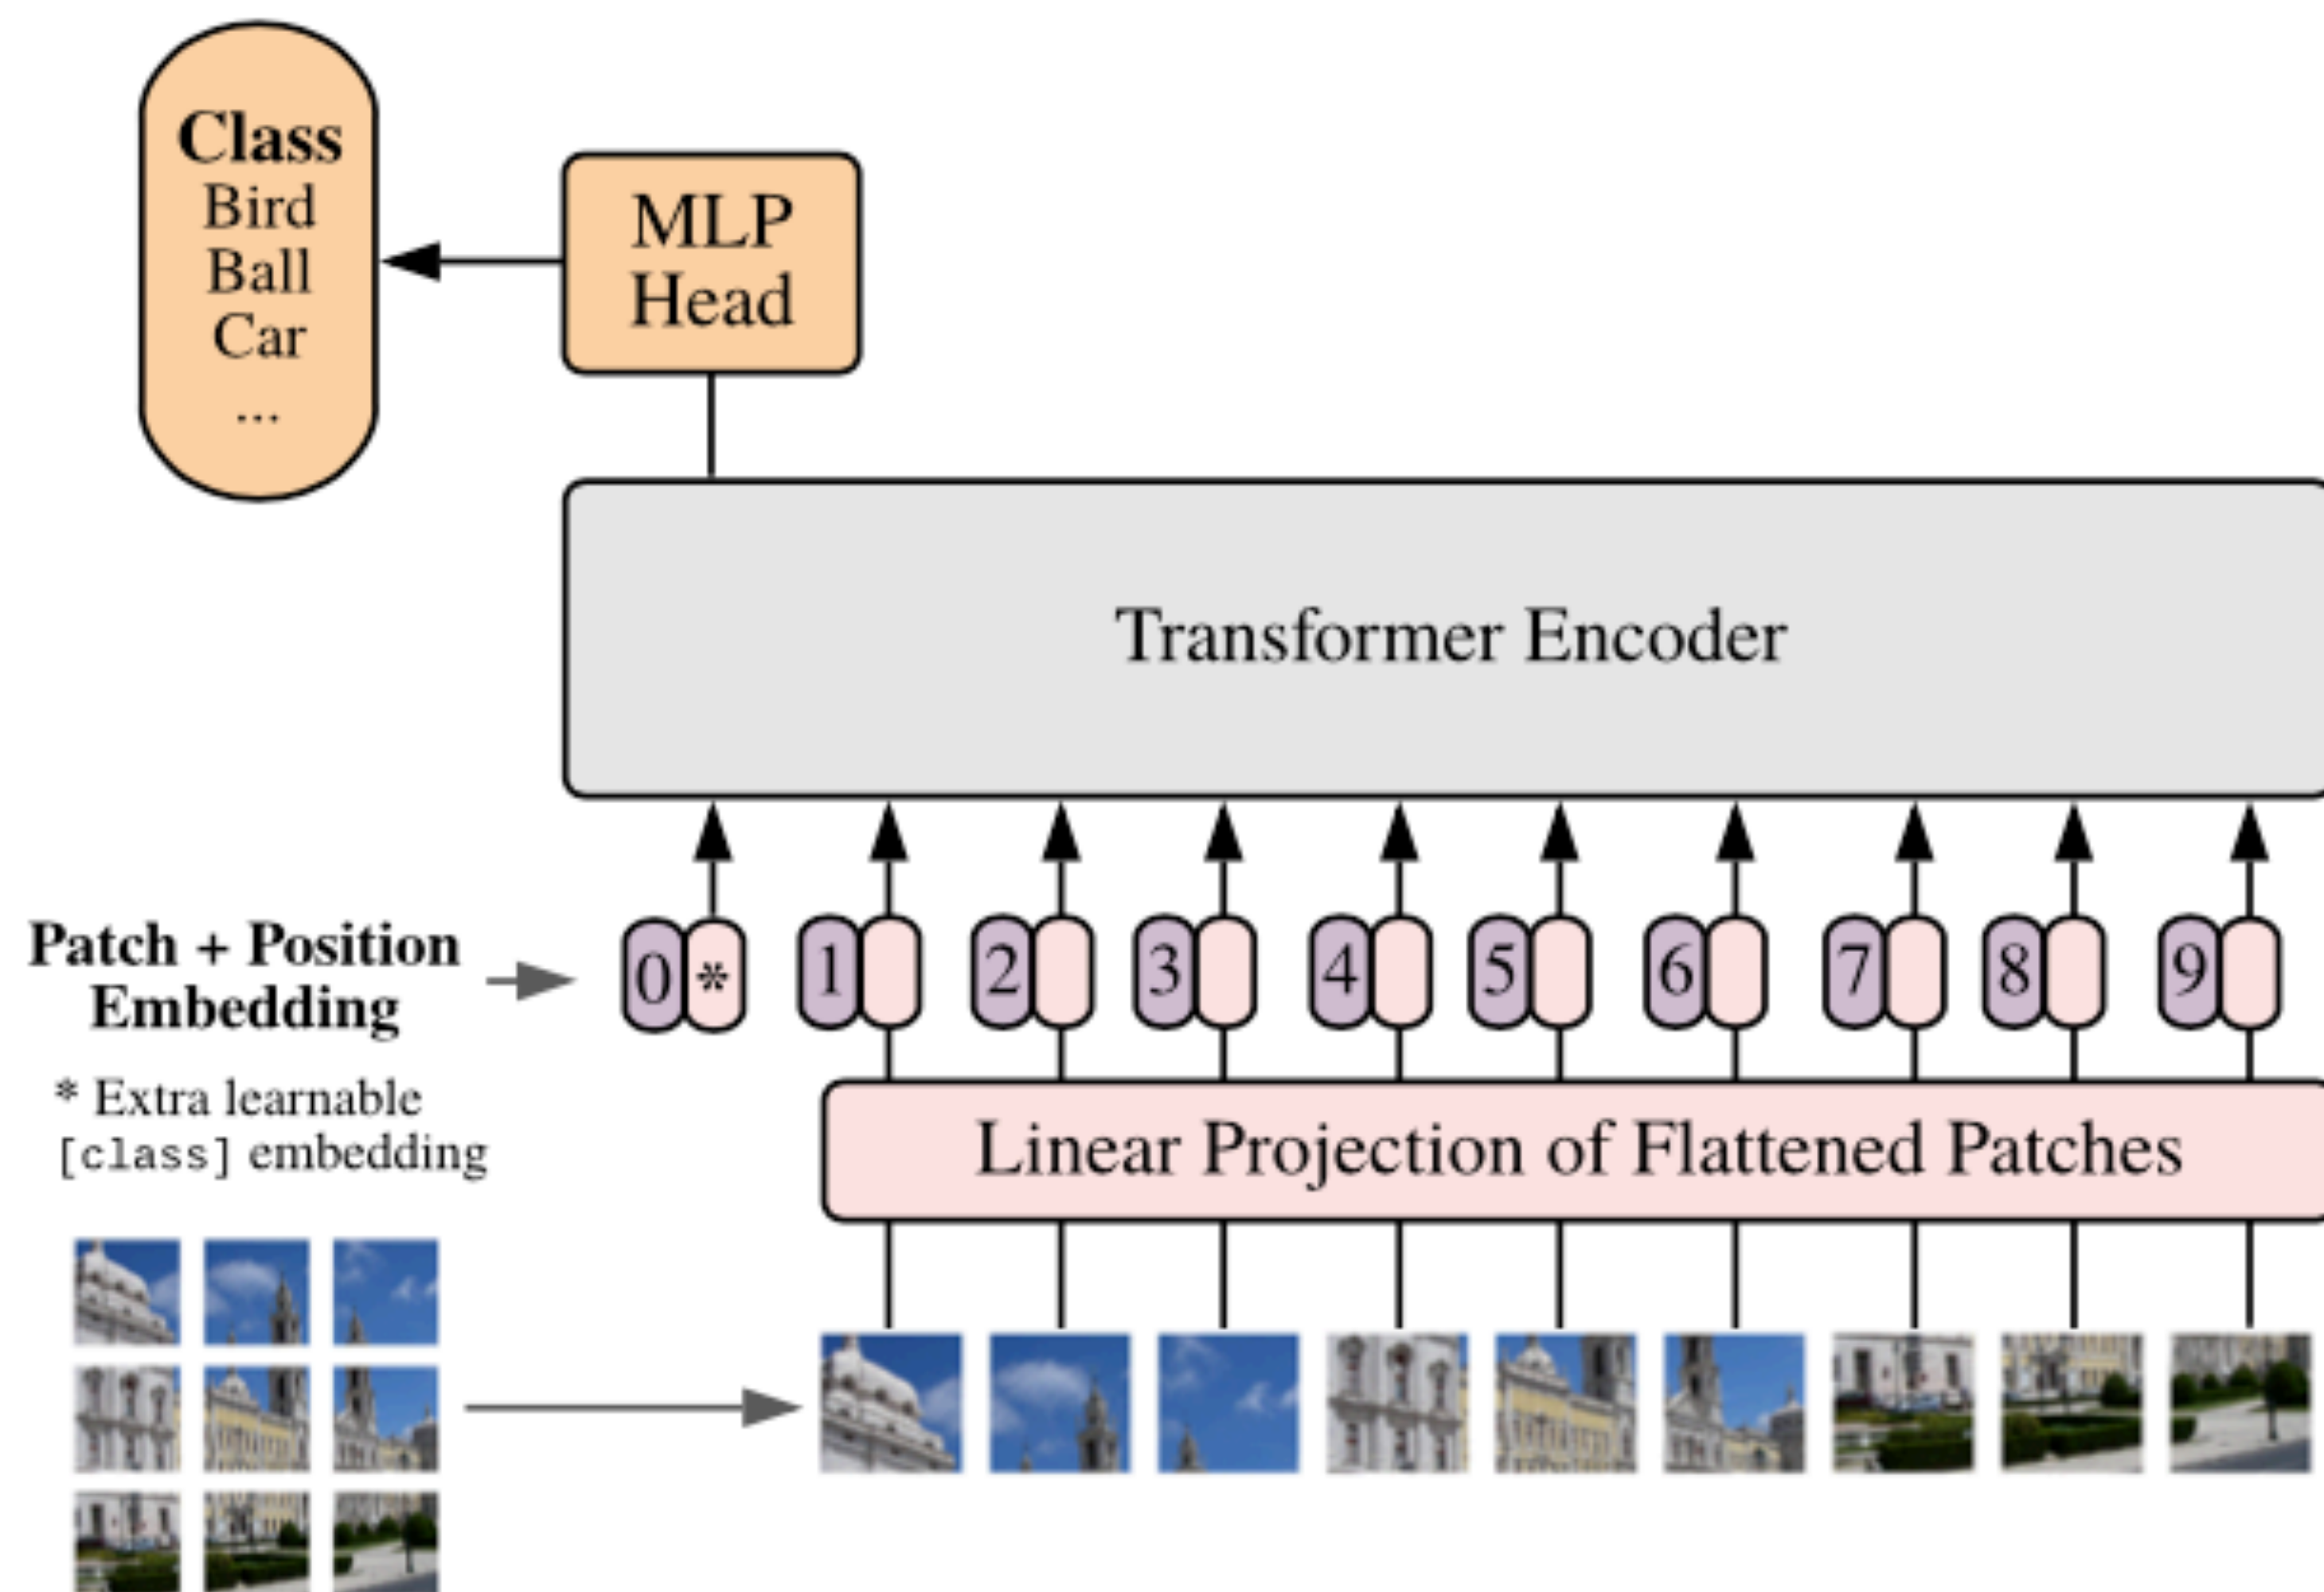 Class
Bird
Ball
Car
...
MLP
Head
Transformer Encoder
Patch + Position
Embedding
0 * 1 2 3 4 5 6 7 8 9
* Extra learnable
[class] embedding
Linear Projection of Flattened Patches